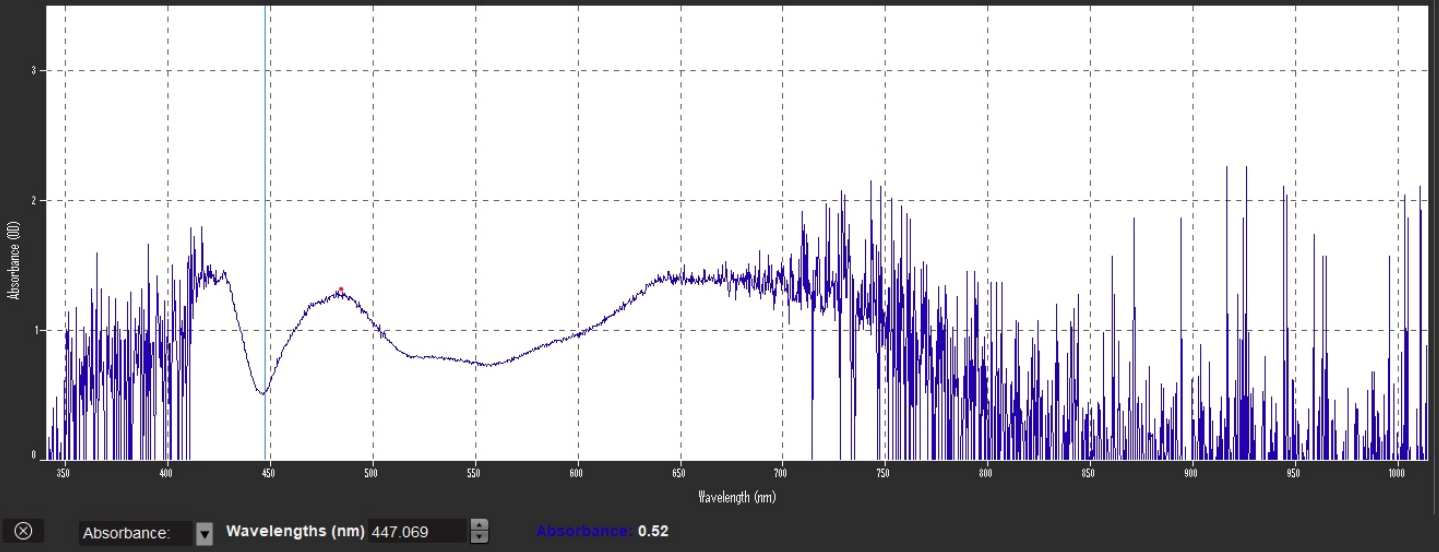 3
2
Absorbance (OD)
1
0
350 400 450 500 550 600 650 700 750 800 850 900 950 1000
Wavelength (nm)
Absorbance: Wavelengths (nm) 447.069 Absorbance: 0.52